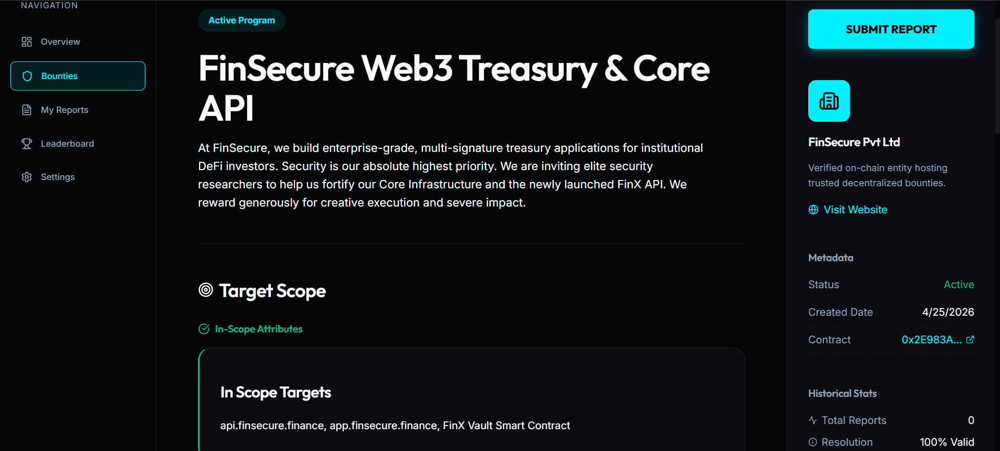 NAVIGATION
Overview
Bounties
My Reports
Leaderboard
Settings
Active Program
FinSecure Web3 Treasury & Core
API
At FinSecure, we build enterprise-grade, multi-signature treasury applications for institutional
DeFi investors. Security is our absolute highest priority. We are inviting elite security
researchers to help us fortify our Core Infrastructure and the newly launched FinX API. We
reward generously for creative execution and severe impact.
Target Scope
In-Scope Attributes
In Scope Targets
api.finsecure.finance, app.finsecure.finance, FinX Vault Smart Contract
SUBMIT REPORT
FinSecure Pvt Ltd
Verified on-chain entity hosting
trusted decentralized bounties.
Visit Website
Metadata
Status Active
Created Date 4/25/2026
Contract 0x2E983A...
Historical Stats
Total Reports 0
Resolution 100% Valid